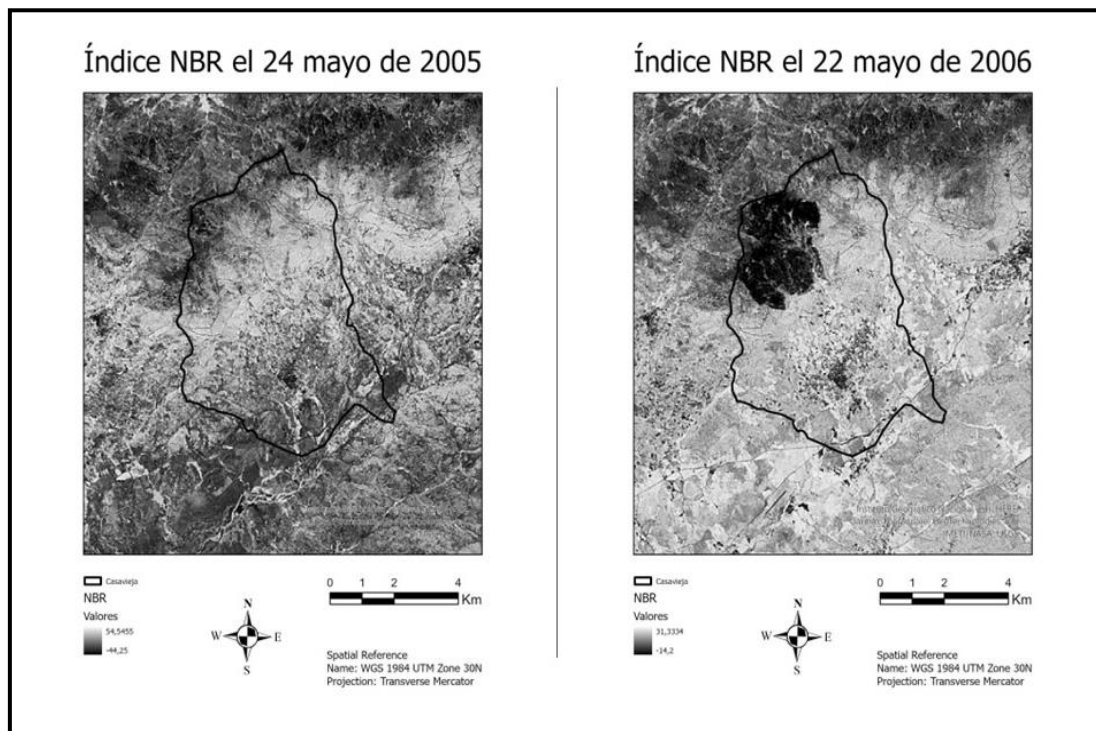 Índice NBR el 24 mayo de 2005
Casavieja
NBR
Valores
54,5455
-44,25
0 1 2 4
Km
N
W E
S
Spatial Reference
Name: WGS 1984 UTM Zone 30N
Projection: Transverse Mercator
Índice NBR el 22 mayo de 2006
Casavieja
NBR
Valores
31,3334
-14,2
0 1 2 4
Km
N
W E
S
Spatial Reference
Name: WGS 1984 UTM Zone 30N
Projection: Transverse Mercator